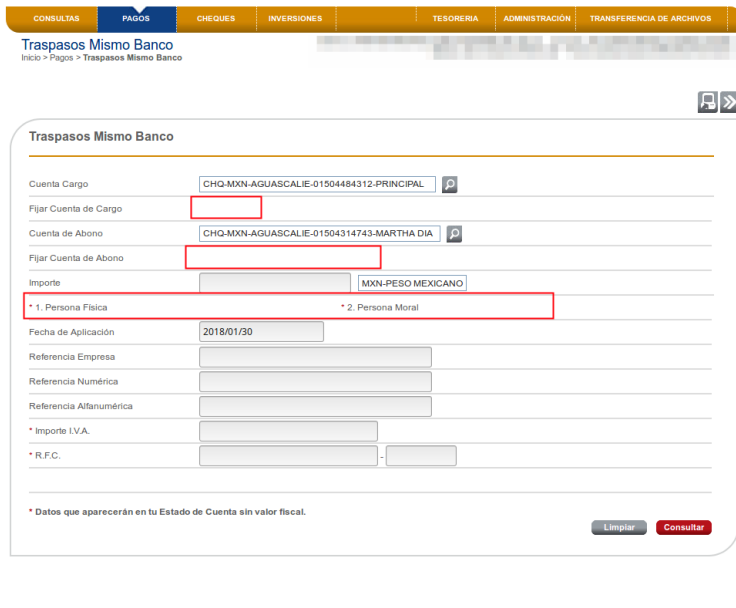 CONSULTAS PAGOS CHEQUES INVERSIONES TESORERIA ADMINISTRACIÓN TRANSFERENCIA DE ARCHIVOS
Traspasos Mismo Banco
Inicio > Pagos > Traspasos Mismo Banco
Traspasos Mismo Banco
Cuenta Cargo CHQ-MXN-AGUASCALIE-01504484312-PRINCIPAL
Fijar Cuenta de Cargo
Cuenta de Abono CHQ-MXN-AGUASCALIE-01504314743-MARTHA DIA
Fijar Cuenta de Abono
Importe MXN-PESO MEXICANO
* 1. Persona Física * 2. Persona Moral
Fecha de Aplicación 2018/01/30
Referencia Empresa
Referencia Numérica
Referencia Alfanumérica
* Importe I.V.A.
* R.F.C. -
* Datos que aparecerán en tu Estado de Cuenta sin valor fiscal.
Limpiar Consultar